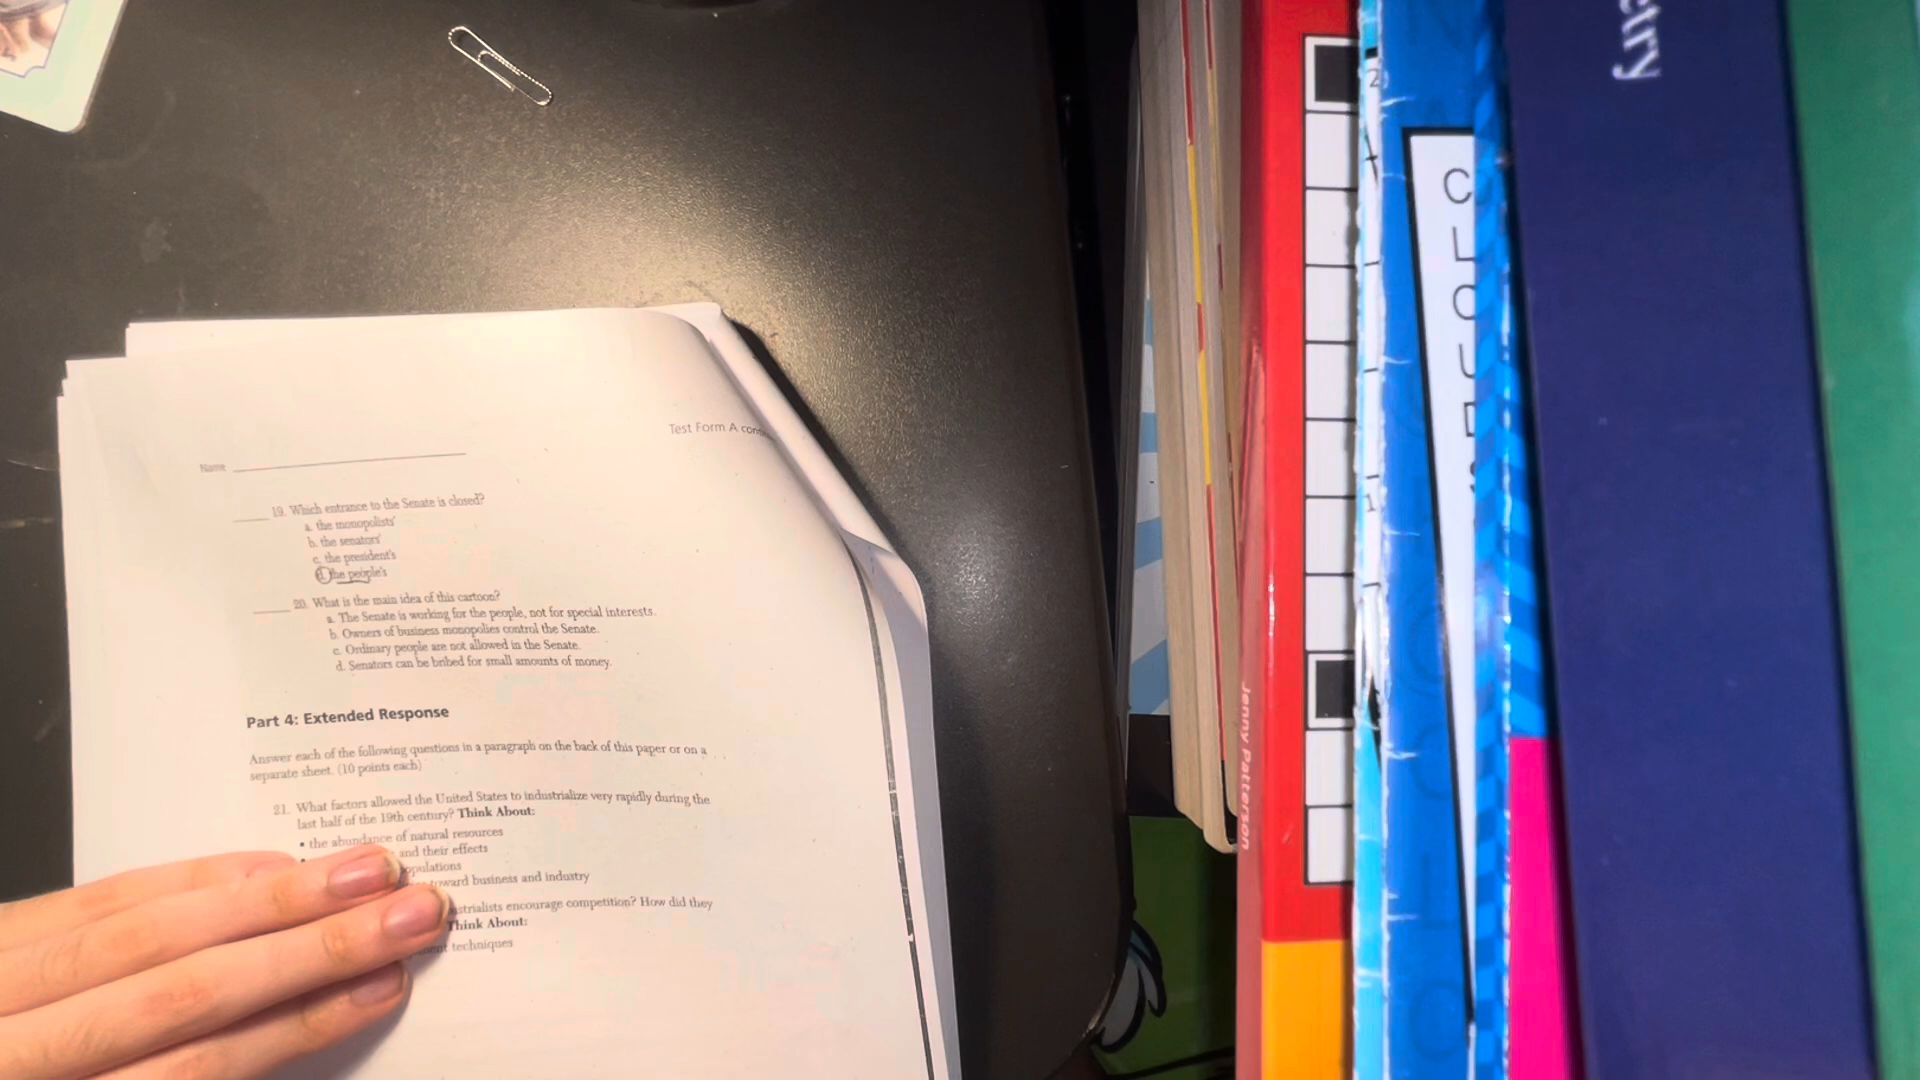 Test Form A
Name
19. Which entrance to the Senate is closed?
a. the monopolists'
b. the senators'
c. the president's
d. the people's
20. What is the main idea of this cartoon?
a. The Senate is working for the people, not for special interests.
b. Owners of business monopolies control the Senate.
c. Ordinary people are not allowed in the Senate.
d. Senators can be bribed for small amounts of money.
Part 4: Extended Response
Answer each of the following questions in a paragraph on the back of this paper or on a
separate sheet. (10 points each)
21. What factors allowed the United States to industrialize very rapidly during the
last half of the 19th century? Think About:
• the abundance of natural resources
• and their effects
toward business and industry
encourage competition? How did they
Think About:
techniques
Jenny Patterson